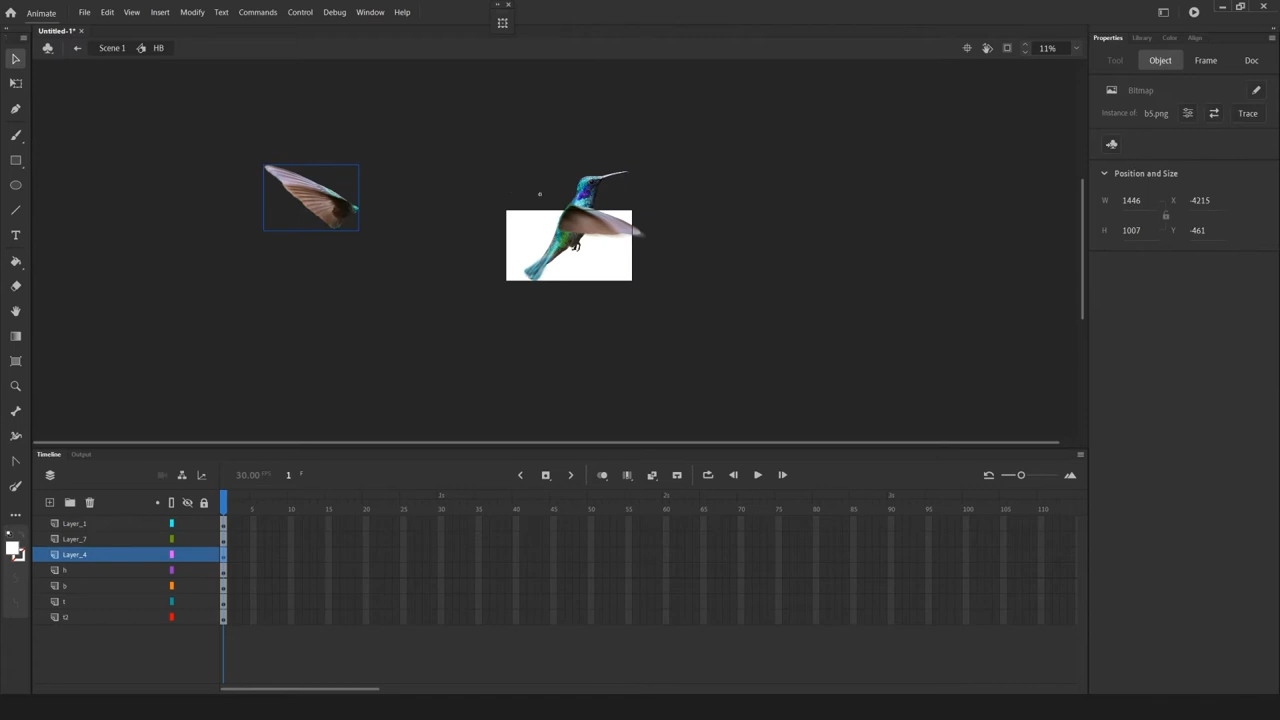 Animate File Edit View Insert Modify Text Commands Control Debug Window Help
Untitled-1*
Scene 1 HB 11%
Properties Library Color Align
Tool Object Frame Doc
Bitmap
Instance of: b5.png Trace
Position and Size
W 1446 X -4215
H 1007 Y -461
Timeline Output
30.00 FPS 1 F
1s 2s 3s
5 10 15 20 25 30 35 40 45 50 55 60 65 70 75 80 85 90 95 100 105 110
Layer_1
Layer_7
Layer_4
h
b
t
t2